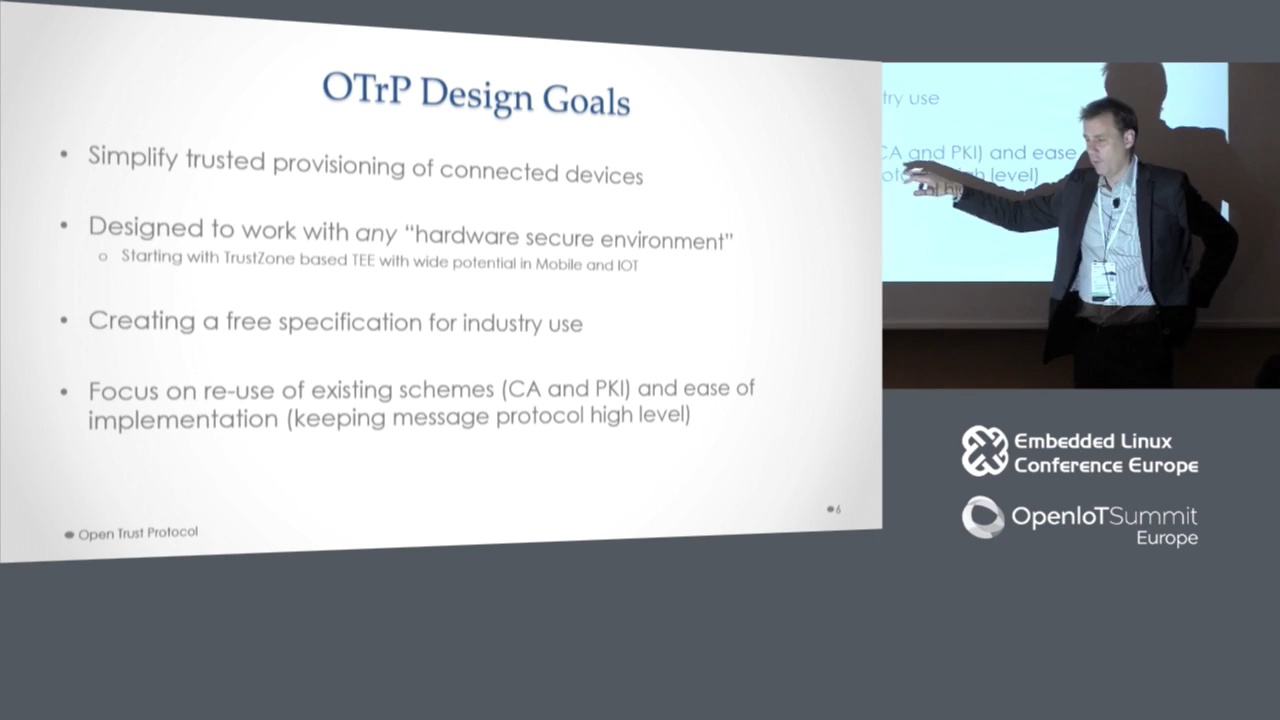 OTrP Design Goals
• Simplify trusted provisioning of connected devices
• Designed to work with any “hardware secure environment”
o Starting with TrustZone based TEE with wide potential in Mobile and IOT
• Creating a free specification for industry use
• Focus on re-use of existing schemes (CA and PKI) and ease of
implementation (keeping message protocol high level)
Open Trust Protocol
6
try use
CA and PKI) and ease
high level)
Embedded Linux
Conference Europe
OpenIoTSummit
Europe